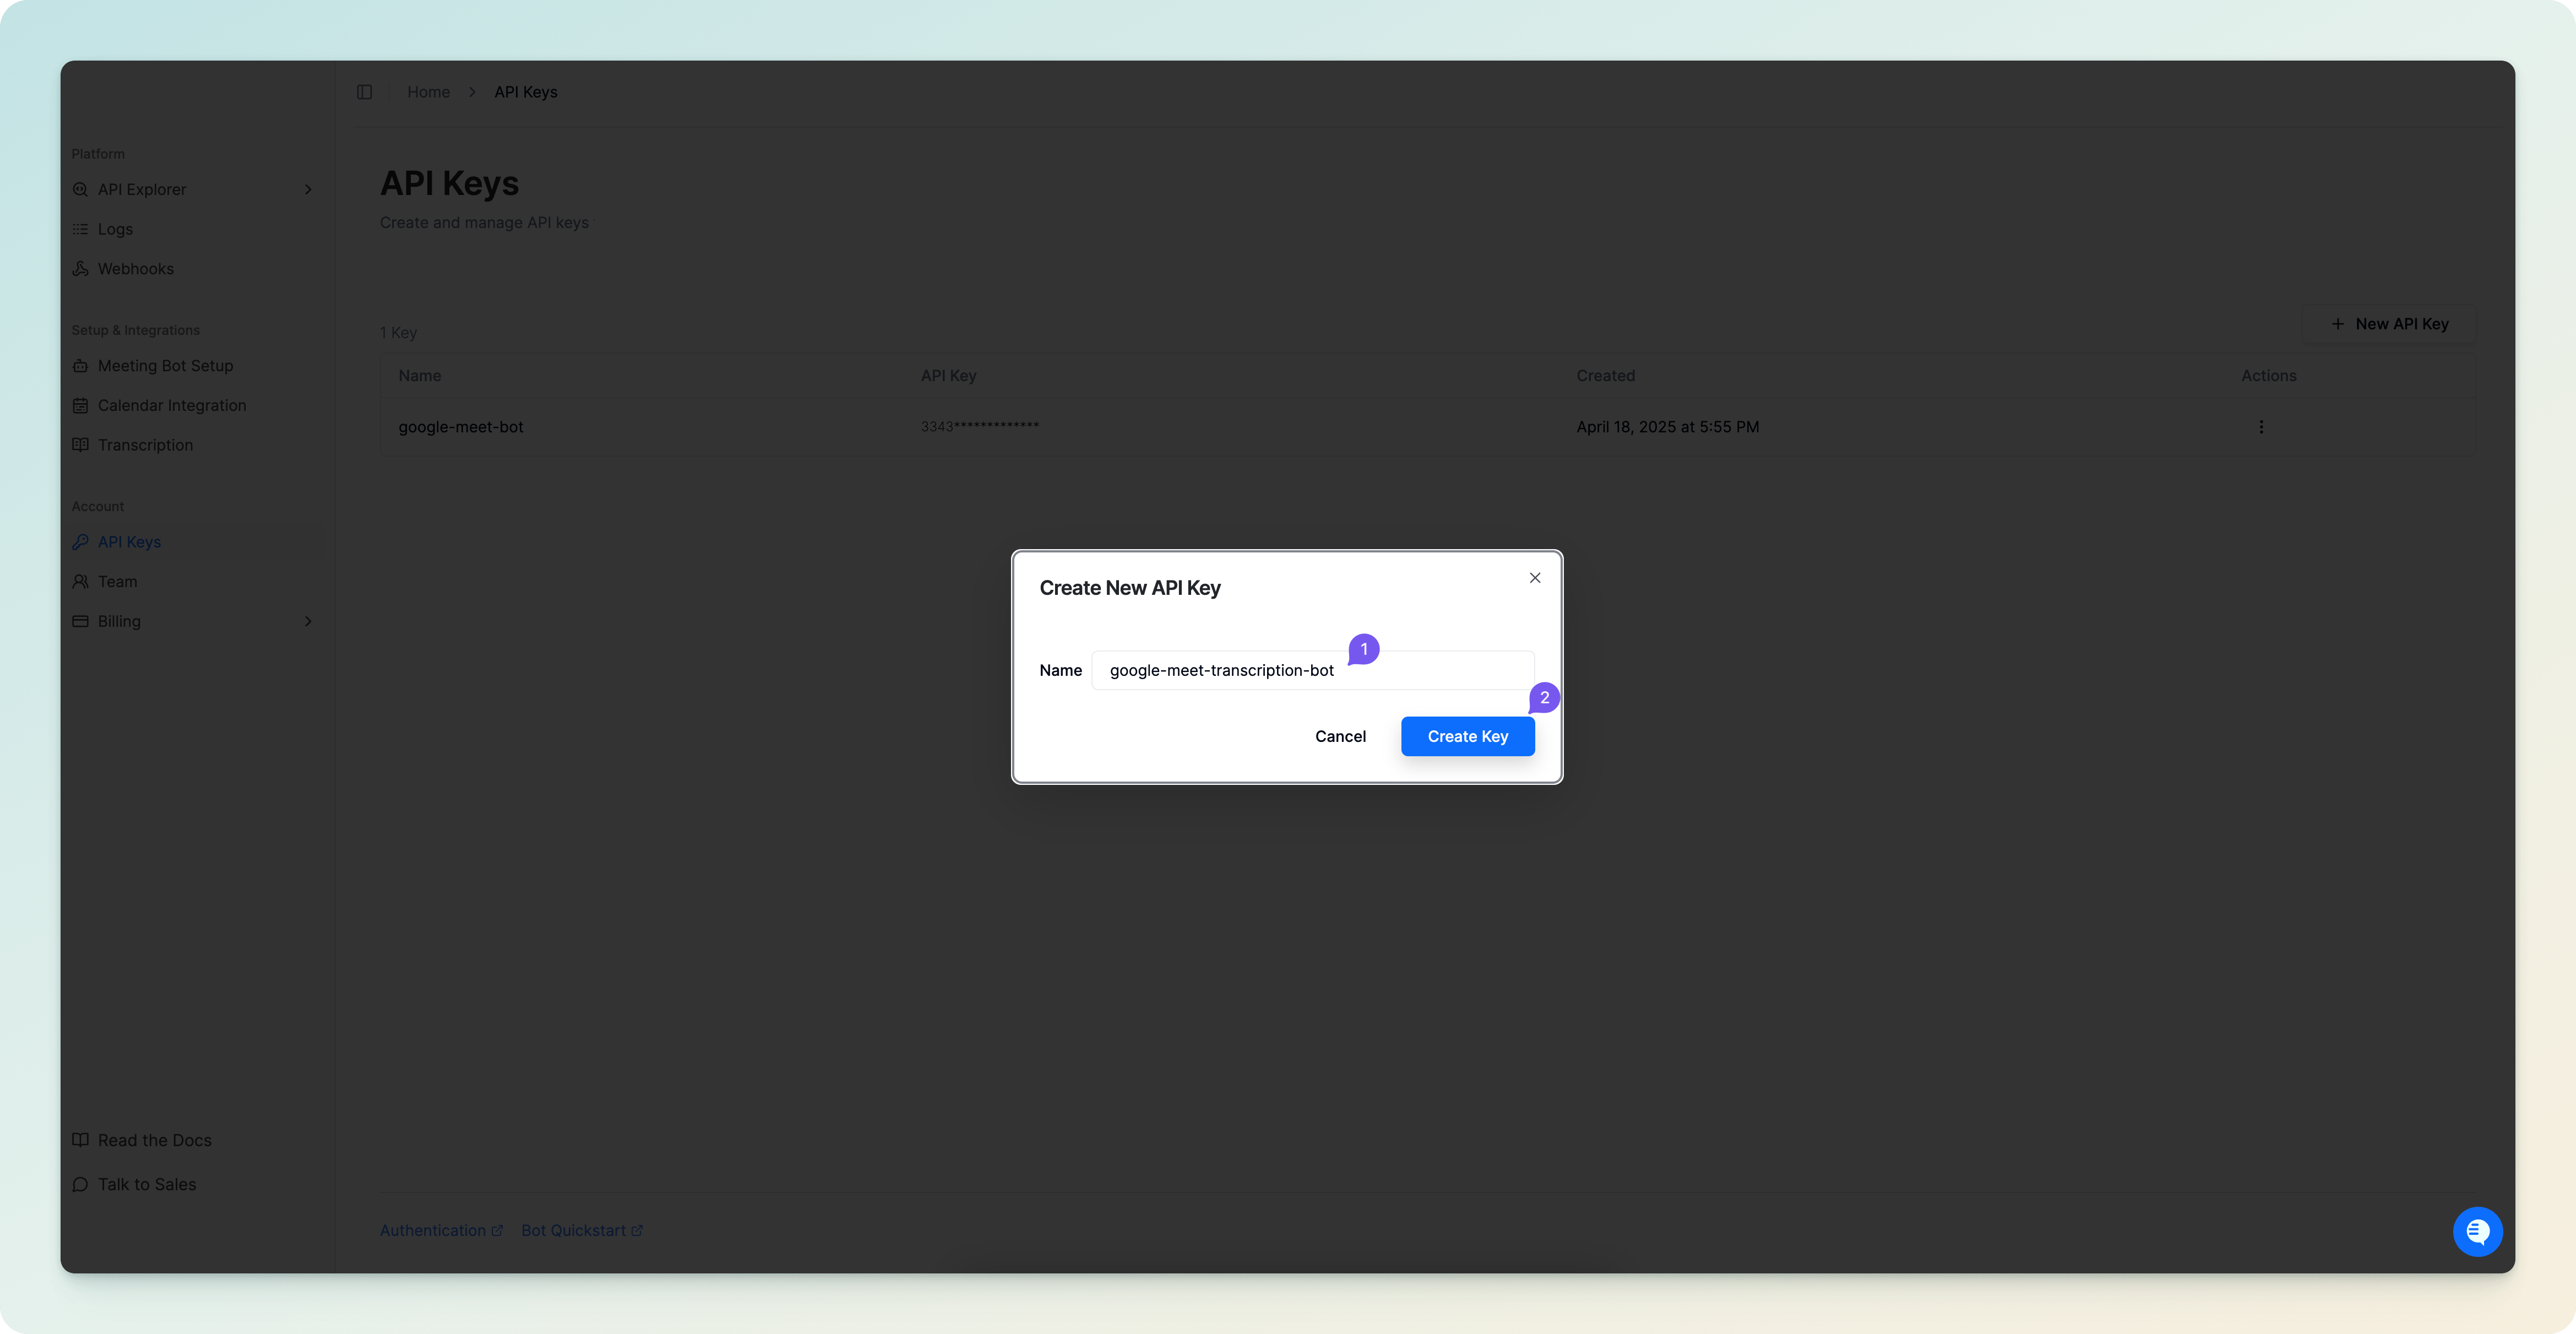 Home > API Keys
Platform
API Explorer
Logs
Webhooks
Setup & Integrations
Meeting Bot Setup
Calendar Integration
Transcription
Account
API Keys
Team
Billing
Read the Docs
Talk to Sales
API Keys
Create and manage API keys
1 Key
New API Key
Name API Key Created Actions
google-meet-bot 3343************* April 18, 2025 at 5:55 PM
Create New API Key
1
Name google-meet-transcription-bot
2
Cancel Create Key
Authentication Bot Quickstart